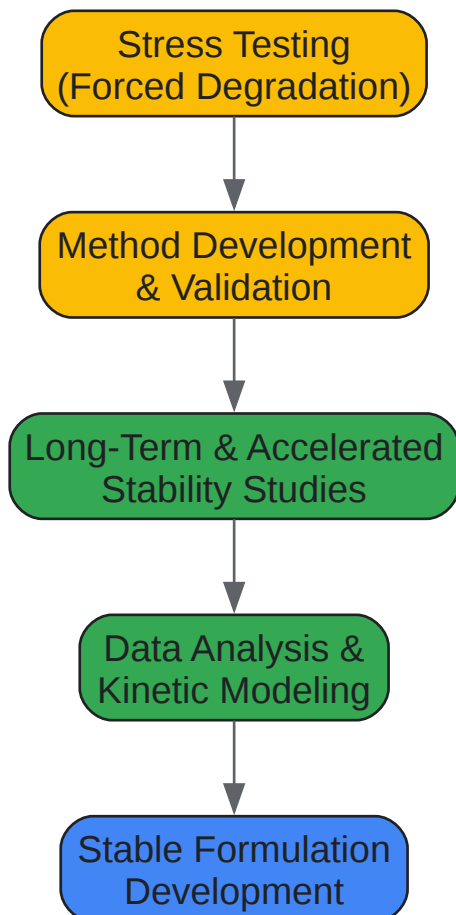 Stress Testing
(Forced Degradation)
Method Development
& Validation
Long-Term & Accelerated
Stability Studies
Data Analysis &
Kinetic Modeling
Stable Formulation
Development